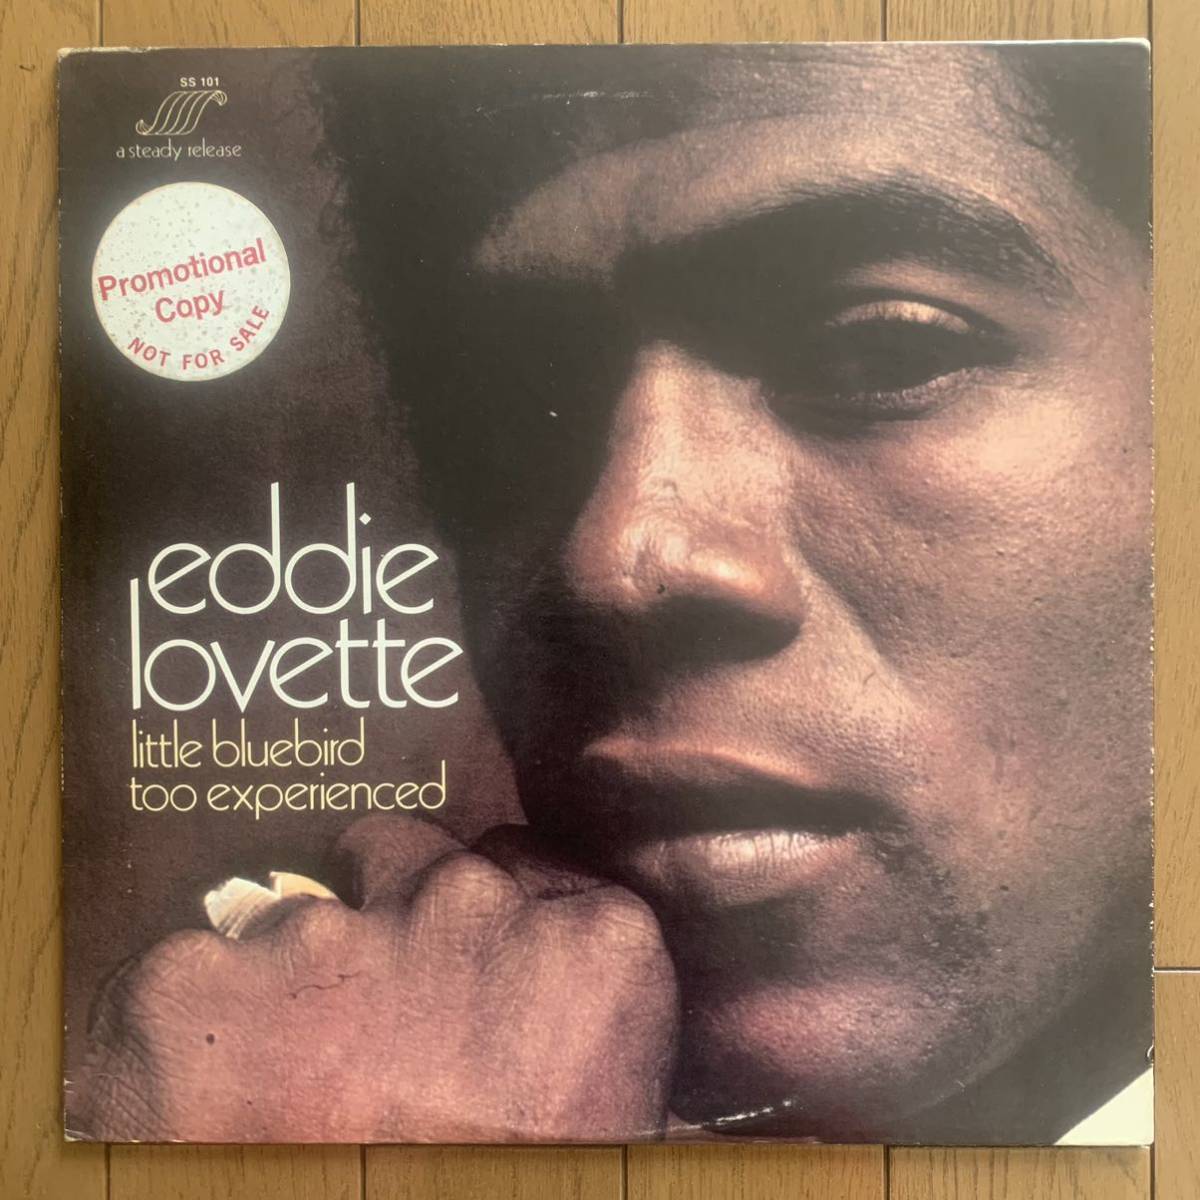 SS 101
a steady release
Promotional
Copy
NOT FOR SALE
eddie
lovette
little bluebird
too experienced